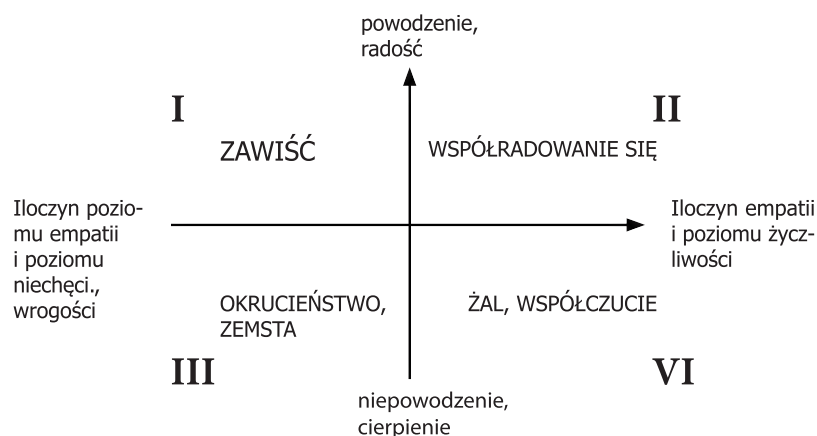 powodzenie,
radość
I
II
ZAWIŚĆ
WSPÓŁRADOWANIE SIĘ
Iloczyn pozio-
mu empatii
i poziomu
niechęci.,
wrogości
Iloczyn empatii
i poziomu życz-
liwości
OKRUCIEŃSTWO,
ZEMSTA
ŻAL, WSPÓŁCZUCIE
III
VI
niepowodzenie,
cierpienie